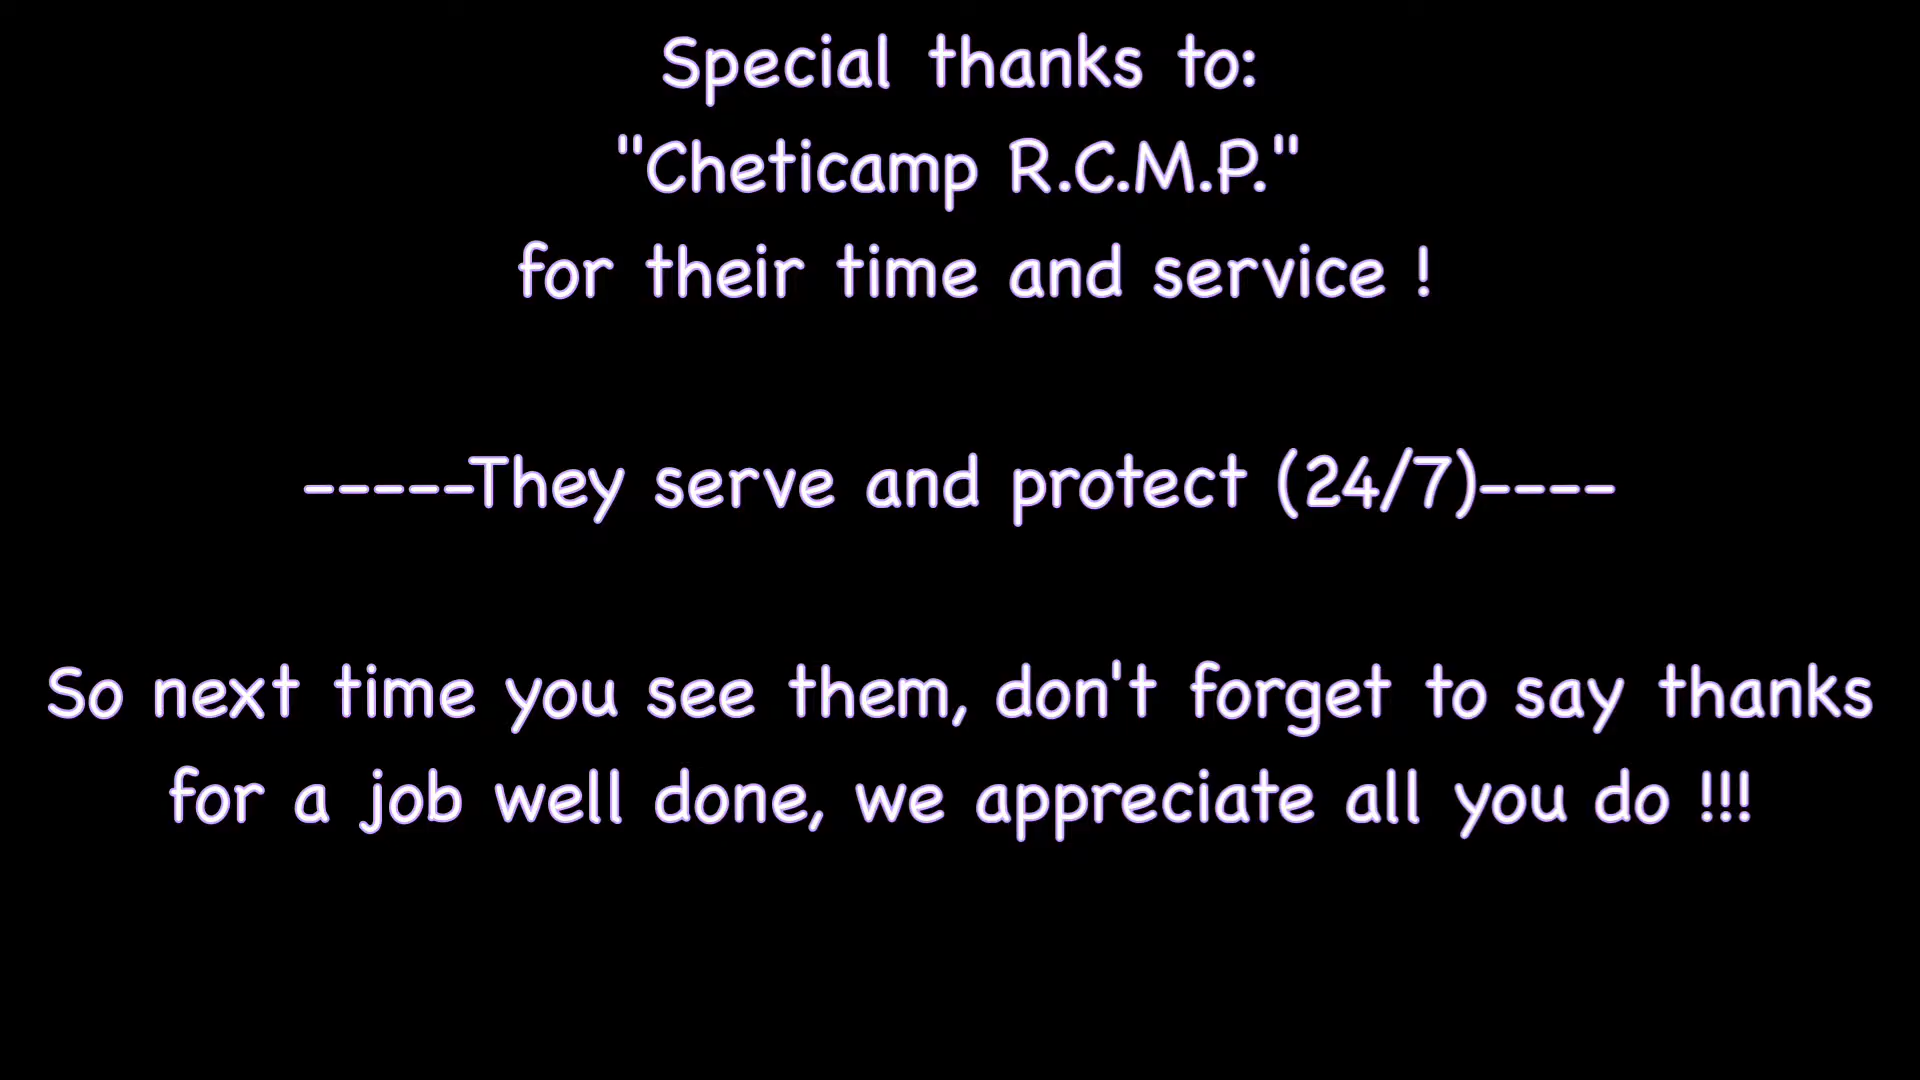 Special thanks to:
"Cheticamp R.C.M.P."
for their time and service !
-----They serve and protect (24/7)----
So next time you see them, don't forget to say thanks
for a job well done, we appreciate all you do !!!